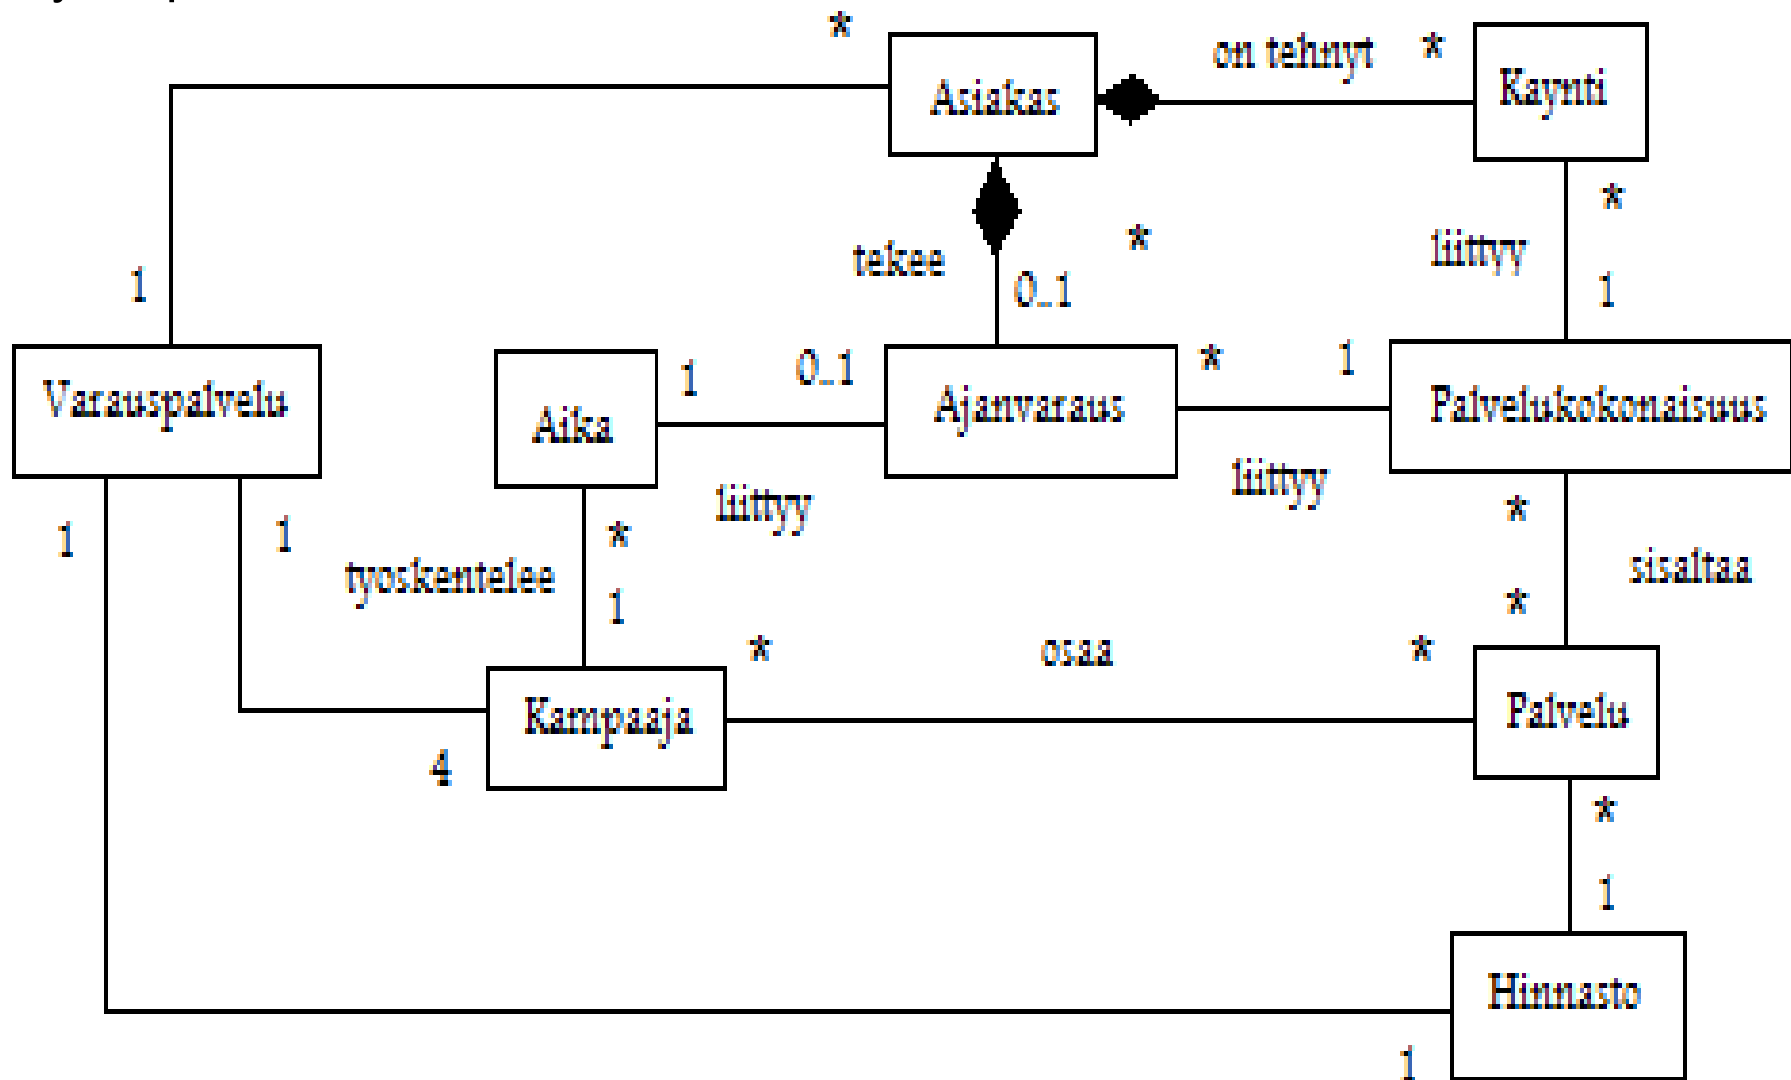 *
Asiakas
on tehnyt
*
Kaynti
*
liittyy
1
tekee
0..1
*
1
Varauspalvelu
Aika
1
0..1
liittyy
Ajanvaraus
*
1
liittyy
Palvelukokonaisuus
1
1
tyoskentelee
*
1
*
sisaltaa
*
Kampaaja
4
*
osaa
*
Palvelu
*
1
Hinnasto
1